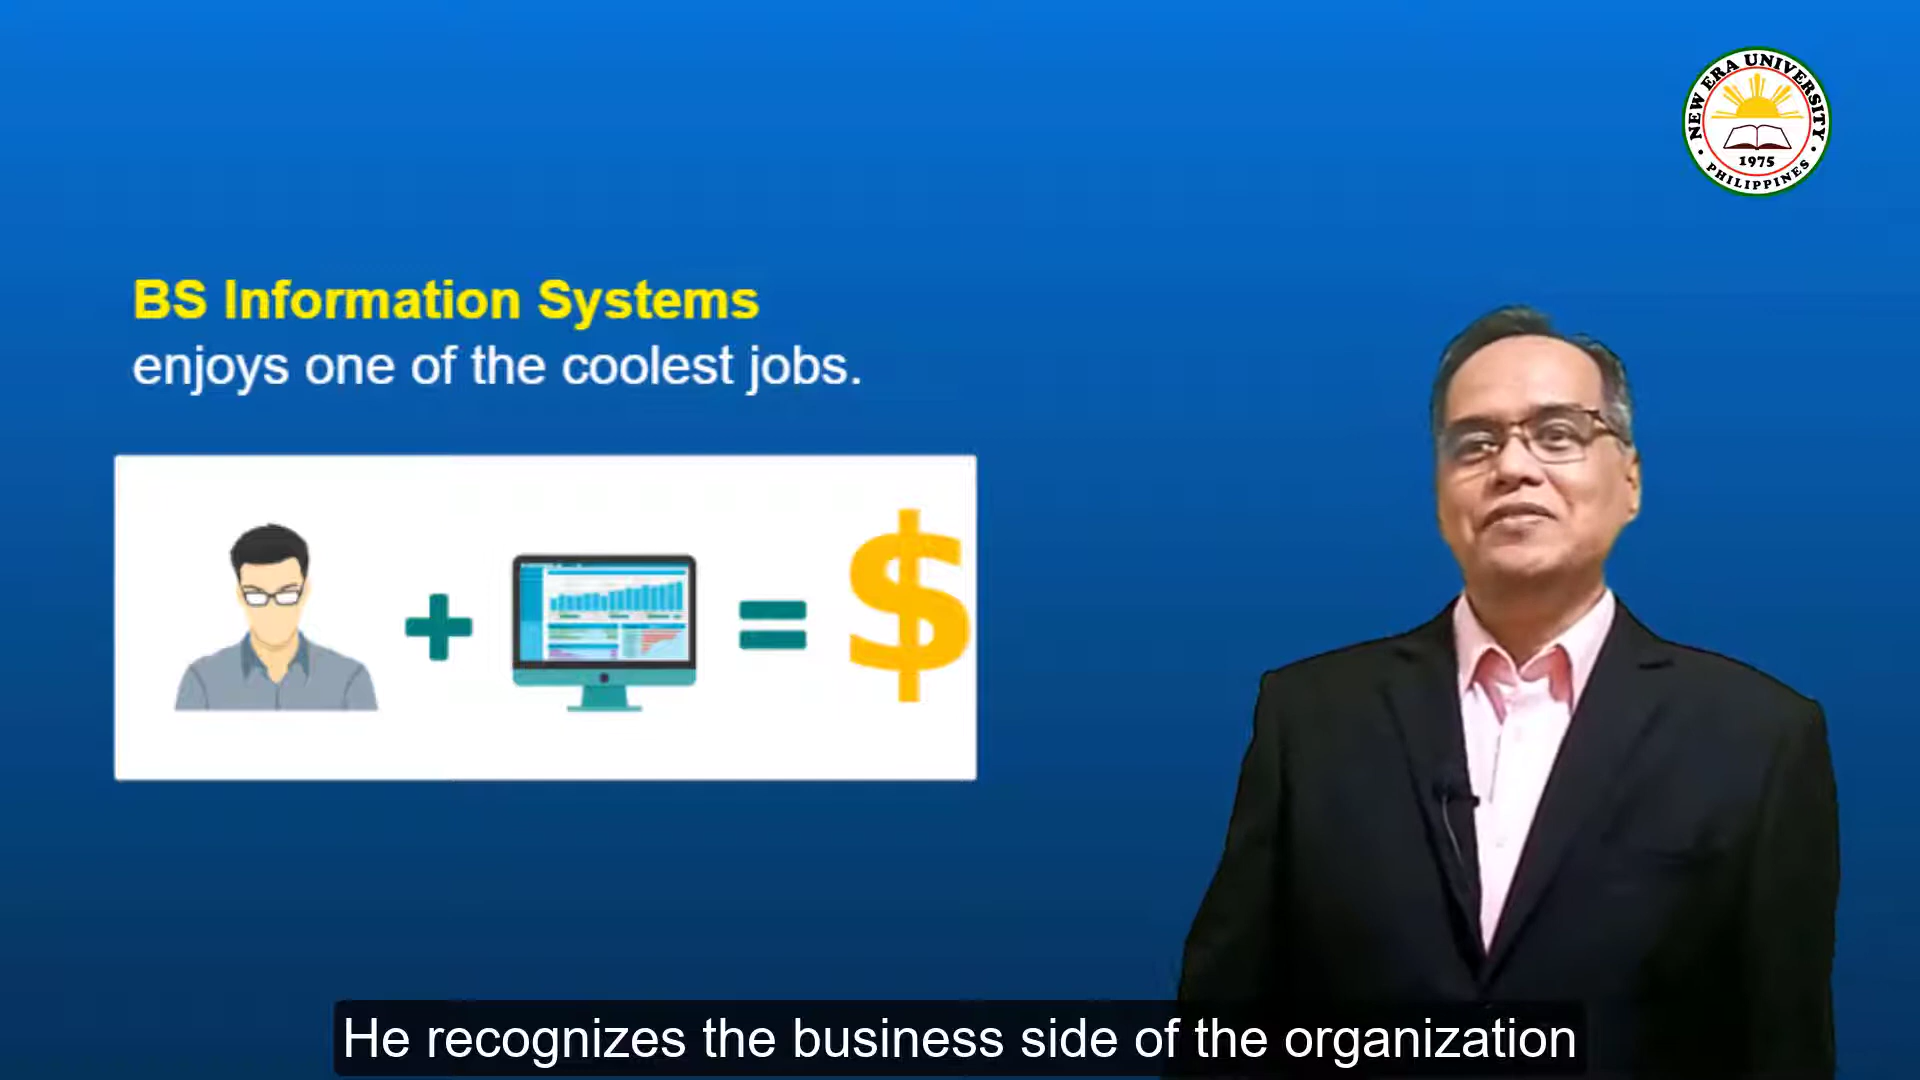 NEW ERA UNIVERSITY
1975
PHILIPPINES
BS Information Systems
enjoys one of the coolest jobs.
$
He recognizes the business side of the organization